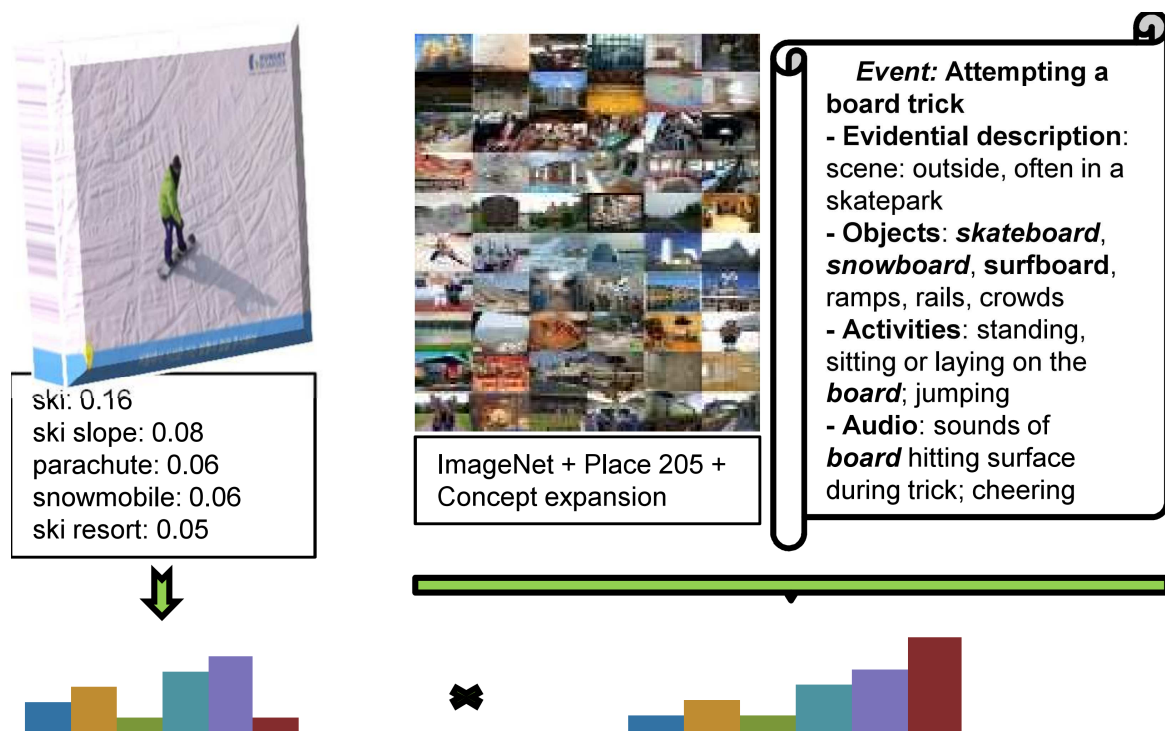 ski: 0.16
ski slope: 0.08
parachute: 0.06
snowmobile: 0.06
ski resort: 0.05
ImageNet + Place 205 +
Concept expansion
Event: Attempting a
board trick
- Evidential description:
scene: outside, often in a
skatepark
- Objects: skateboard,
snowboard, surfboard,
ramps, rails, crowds
- Activities: standing,
sitting or laying on the
board; jumping
- Audio: sounds of
board hitting surface
during trick; cheering